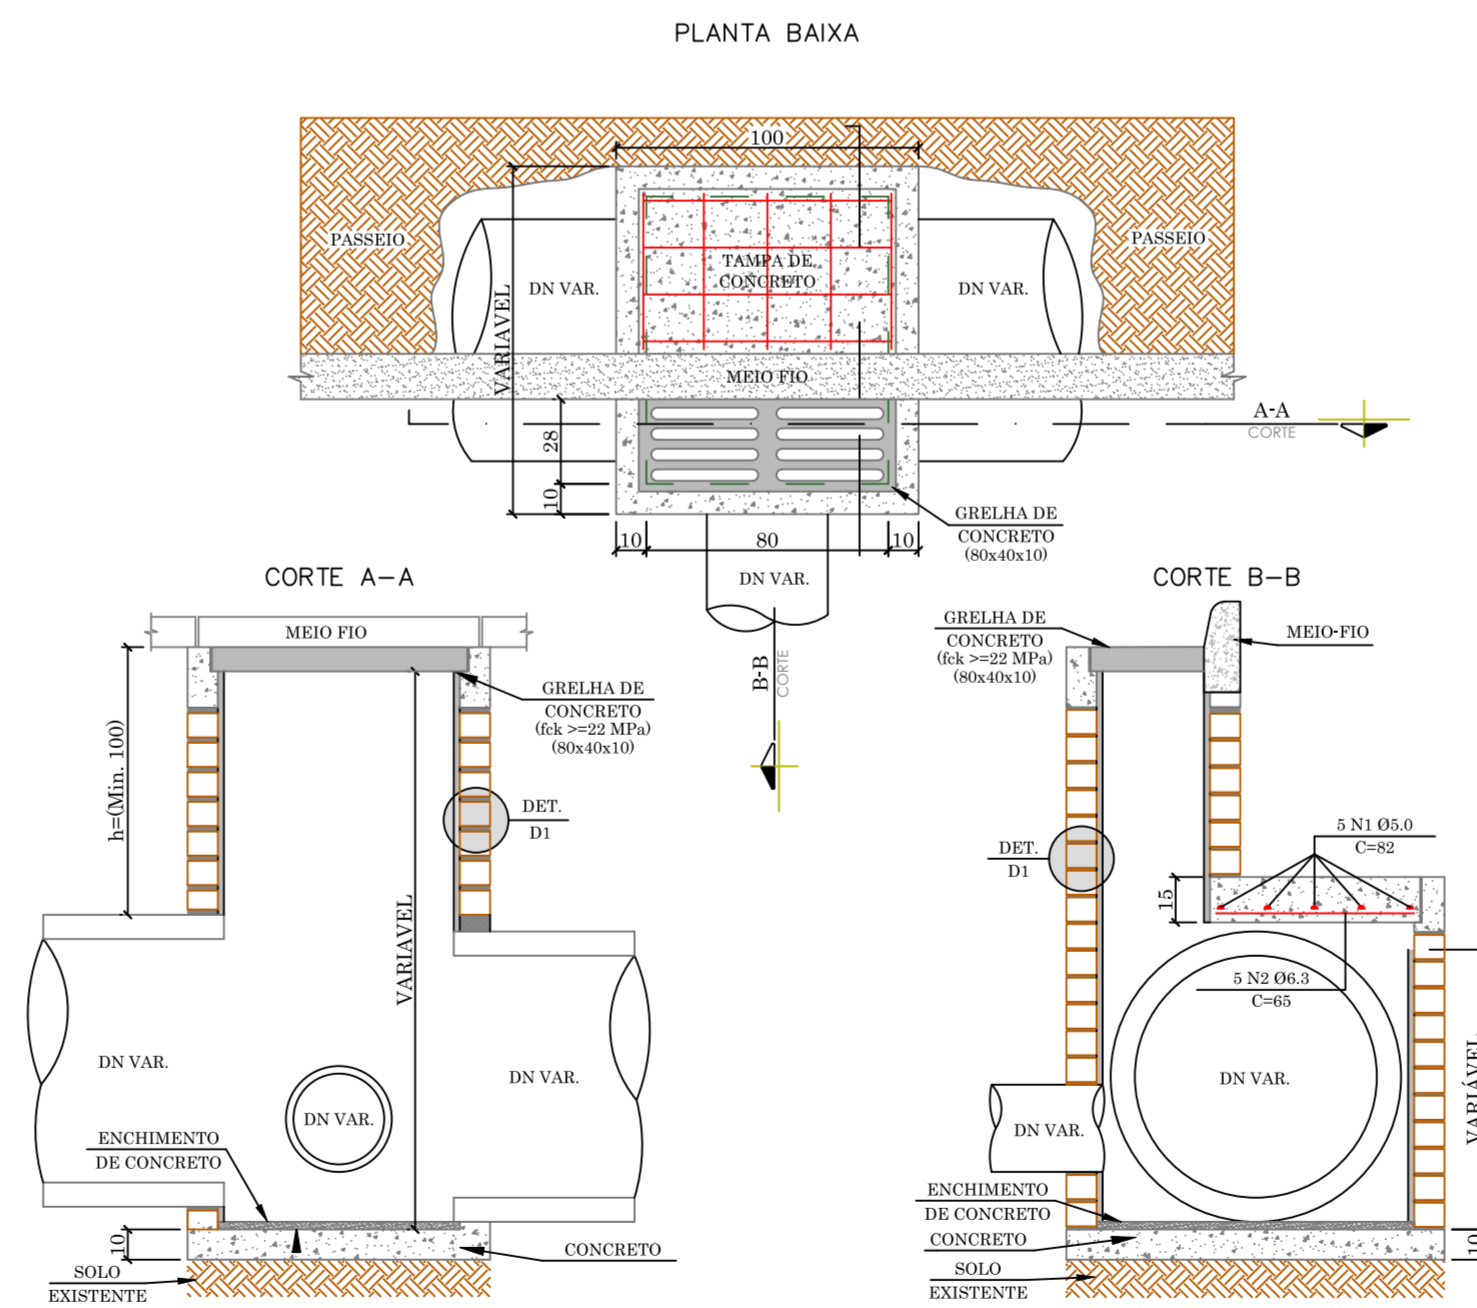 PLANTA BAIXA
100
PASSEIO
PASSEIO
TAMPA DE
CONCRETO
DN VAR.
DN VAR.
VARIAVEL
MEIO FIO
A-A
CORTE
28
10
GRELHA DE
CONCRETO
(80x40x10)
10
80
10
DN VAR.
B-B
CORTE
CORTE A-A
MEIO FIO
GRELHA DE
CONCRETO
(fck >=22 MPa)
(80x40x10)
h=(Min. 100)
DET.
D1
VARIAVEL
DN VAR.
DN VAR.
DN VAR.
ENCHIMENTO
DE CONCRETO
10
CONCRETO
SOLO
EXISTENTE
CORTE B-B
GRELHA DE
CONCRETO
(fck >=22 MPa)
(80x40x10)
MEIO-FIO
DET.
D1
5 N1 Ø5.0
C=82
15
5 N2 Ø6.3
C=65
DN VAR.
DN VAR.
VARIÁVEL
ENCHIMENTO
DE CONCRETO
CONCRETO
10
SOLO
EXISTENTE